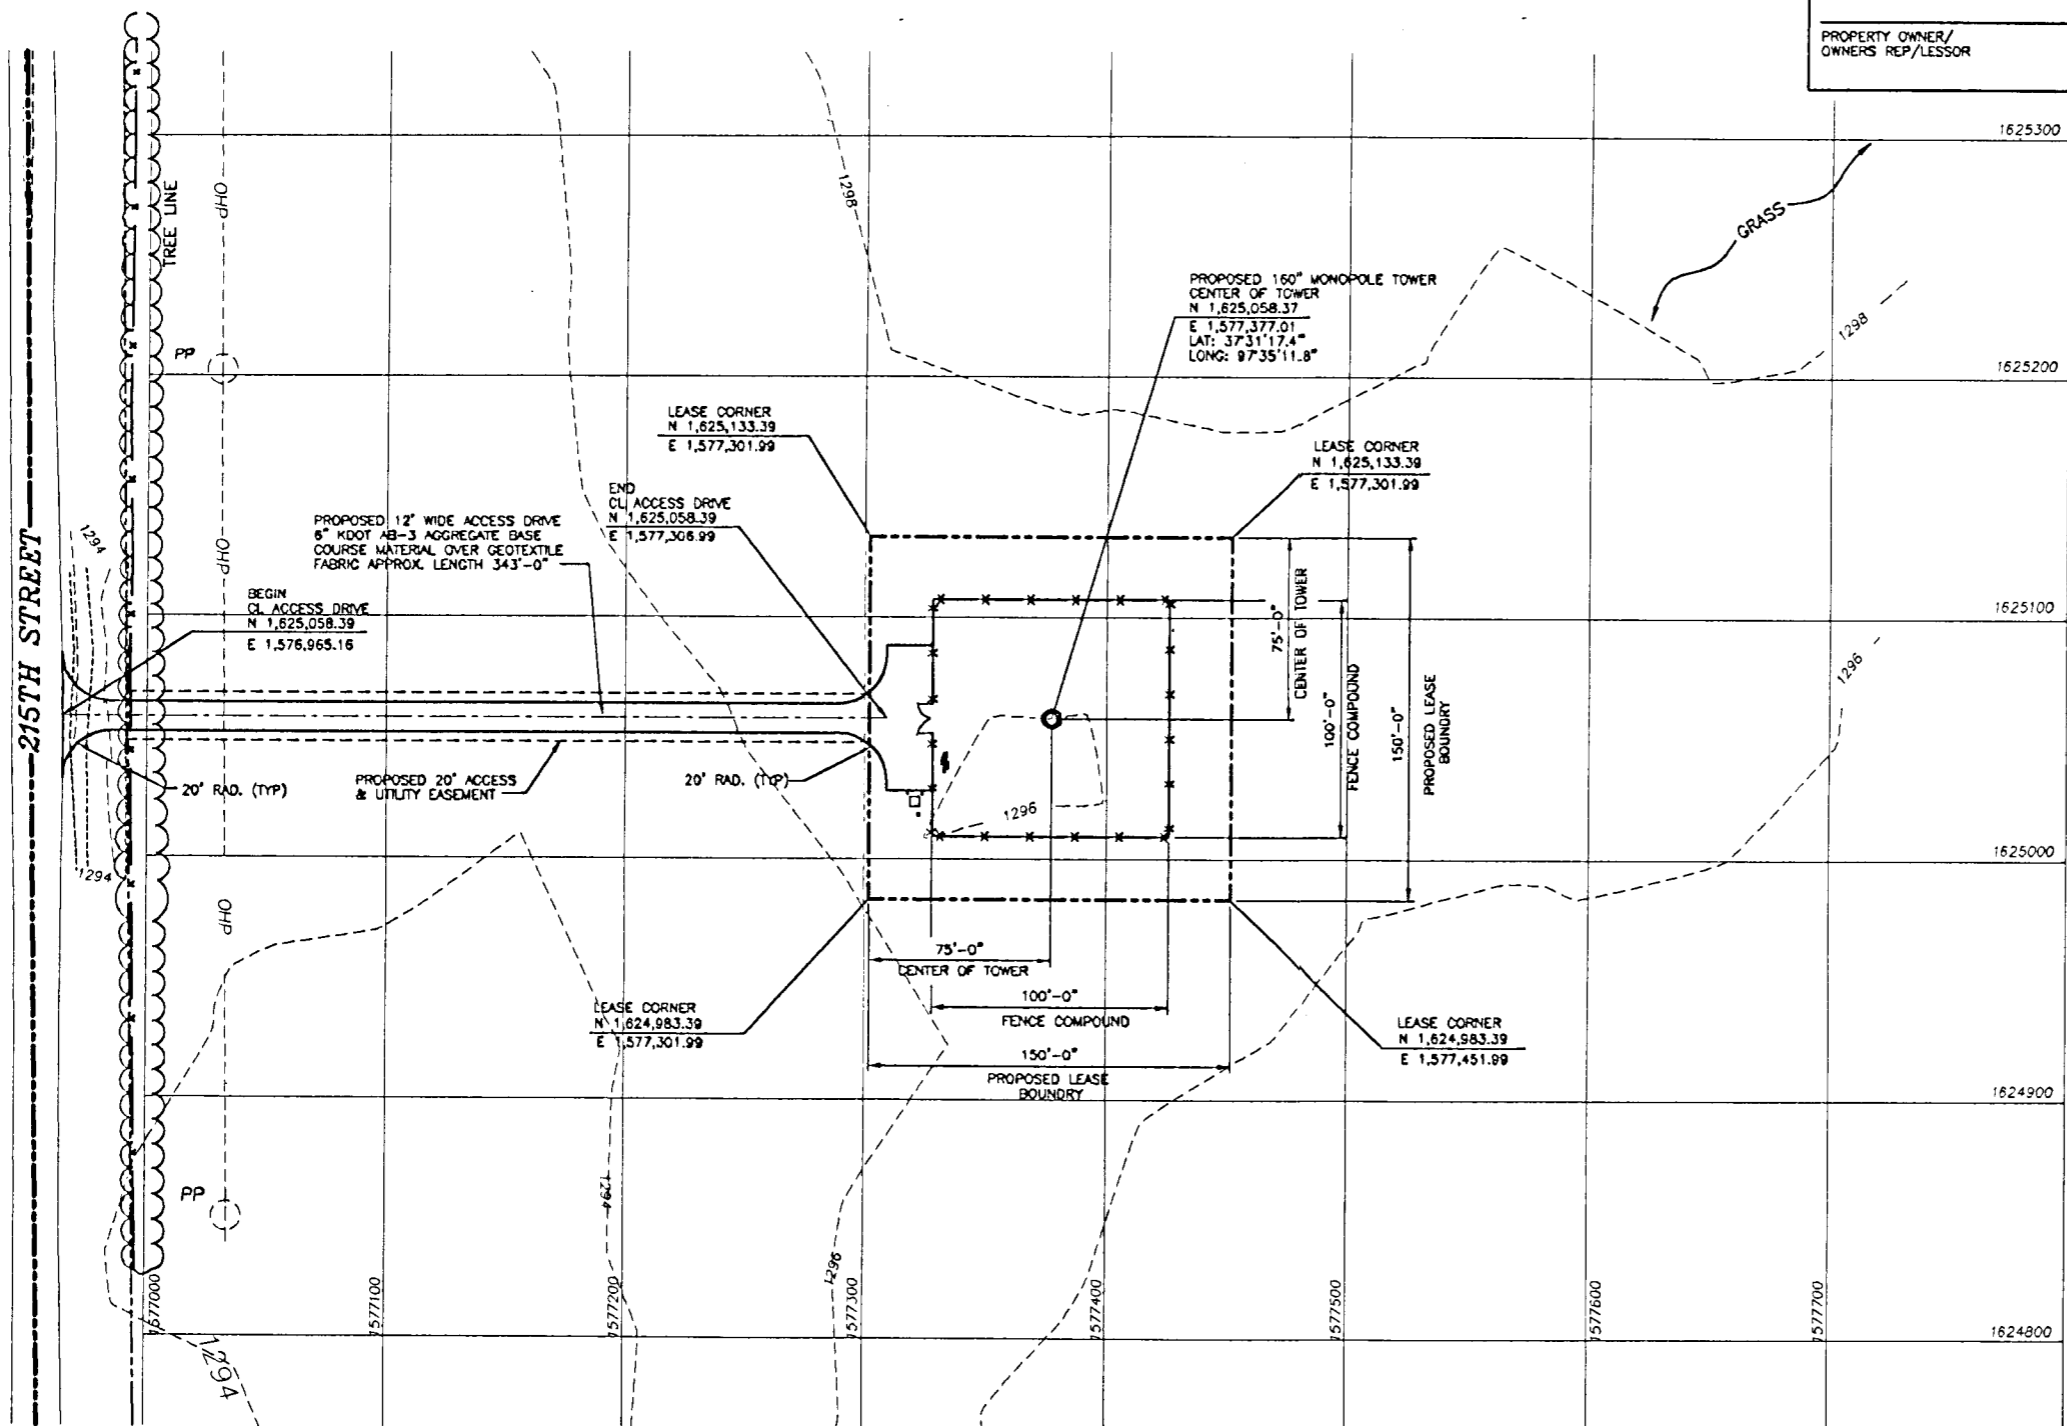 PROPERTY OWNER/
OWNERS REP/LESSOR
1625300
TREE LINE
OHP
1298
GRASS
PROPOSED 160" MONOPOLE TOWER
CENTER OF TOWER
N 1,625,058.37
E 1,577,377.01
LAT: 37°31'17.4"
LONG: 97°35'11.8"
1298
PP
1625200
LEASE CORNER
N 1,625,133.39
E 1,577,301.99
LEASE CORNER
N 1,625,133.39
E 1,577,301.99
END
CL ACCESS DRIVE
N 1,625,058.39
E 1,577,306.99
PROPOSED 12' WIDE ACCESS DRIVE
6" KDOT AB-3 AGGREGATE BASE
COURSE MATERIAL OVER GEOTEXTILE
FABRIC APPROX. LENGTH 343'-0"
1294
OHP
215TH STREET
BEGIN
CL ACCESS DRIVE
N 1,625,058.39
E 1,576,965.16
75'-0"
CENTER OF TOWER
1625100
100'-0"
FENCE COMPOUND
150'-0"
PROPOSED LEASE
BOUNDRY
1296
20' RAD. (TYP)
PROPOSED 20' ACCESS
& UTILITY EASEMENT
20' RAD. (TYP)
1296
1625000
1294
OHP
75'-0"
CENTER OF TOWER
100'-0"
FENCE COMPOUND
150'-0"
PROPOSED LEASE
BOUNDRY
LEASE CORNER
N 1,624,983.39
E 1,577,301.99
LEASE CORNER
N 1,624,983.39
E 1,577,451.99
1624900
PP
1294
1296
1577000
1577100
1577200
1577300
1577400
1577500
1577600
1577700
1624800
1294